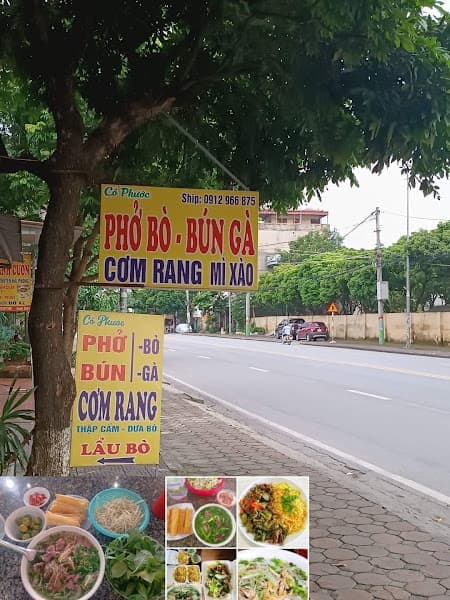 Cô Phước
Ship: 0912 966 875
PHỞ BÒ - BÚN GÀ
CƠM RANG MÌ XÀO
Cô Phước
PHỞ -BÒ
BÚN -GÀ
CƠM RANG
THẬP CẨM - DƯA BÒ
LẨU BÒ